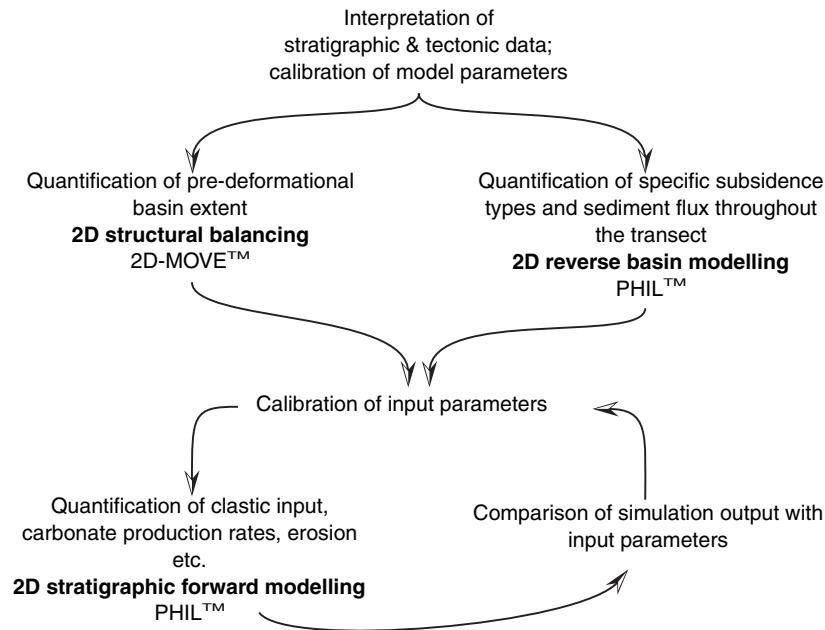 Interpretation of
stratigraphic & tectonic data;
calibration of model parameters
Quantification of pre-deformational
basin extent
2D structural balancing
2D-MOVE™
Quantification of specific subsidence
types and sediment flux throughout
the transect
2D reverse basin modelling
PHIL™
Calibration of input parameters
Quantification of clastic input,
carbonate production rates, erosion
etc.
2D stratigraphic forward modelling
PHIL™
Comparison of simulation output with
input parameters